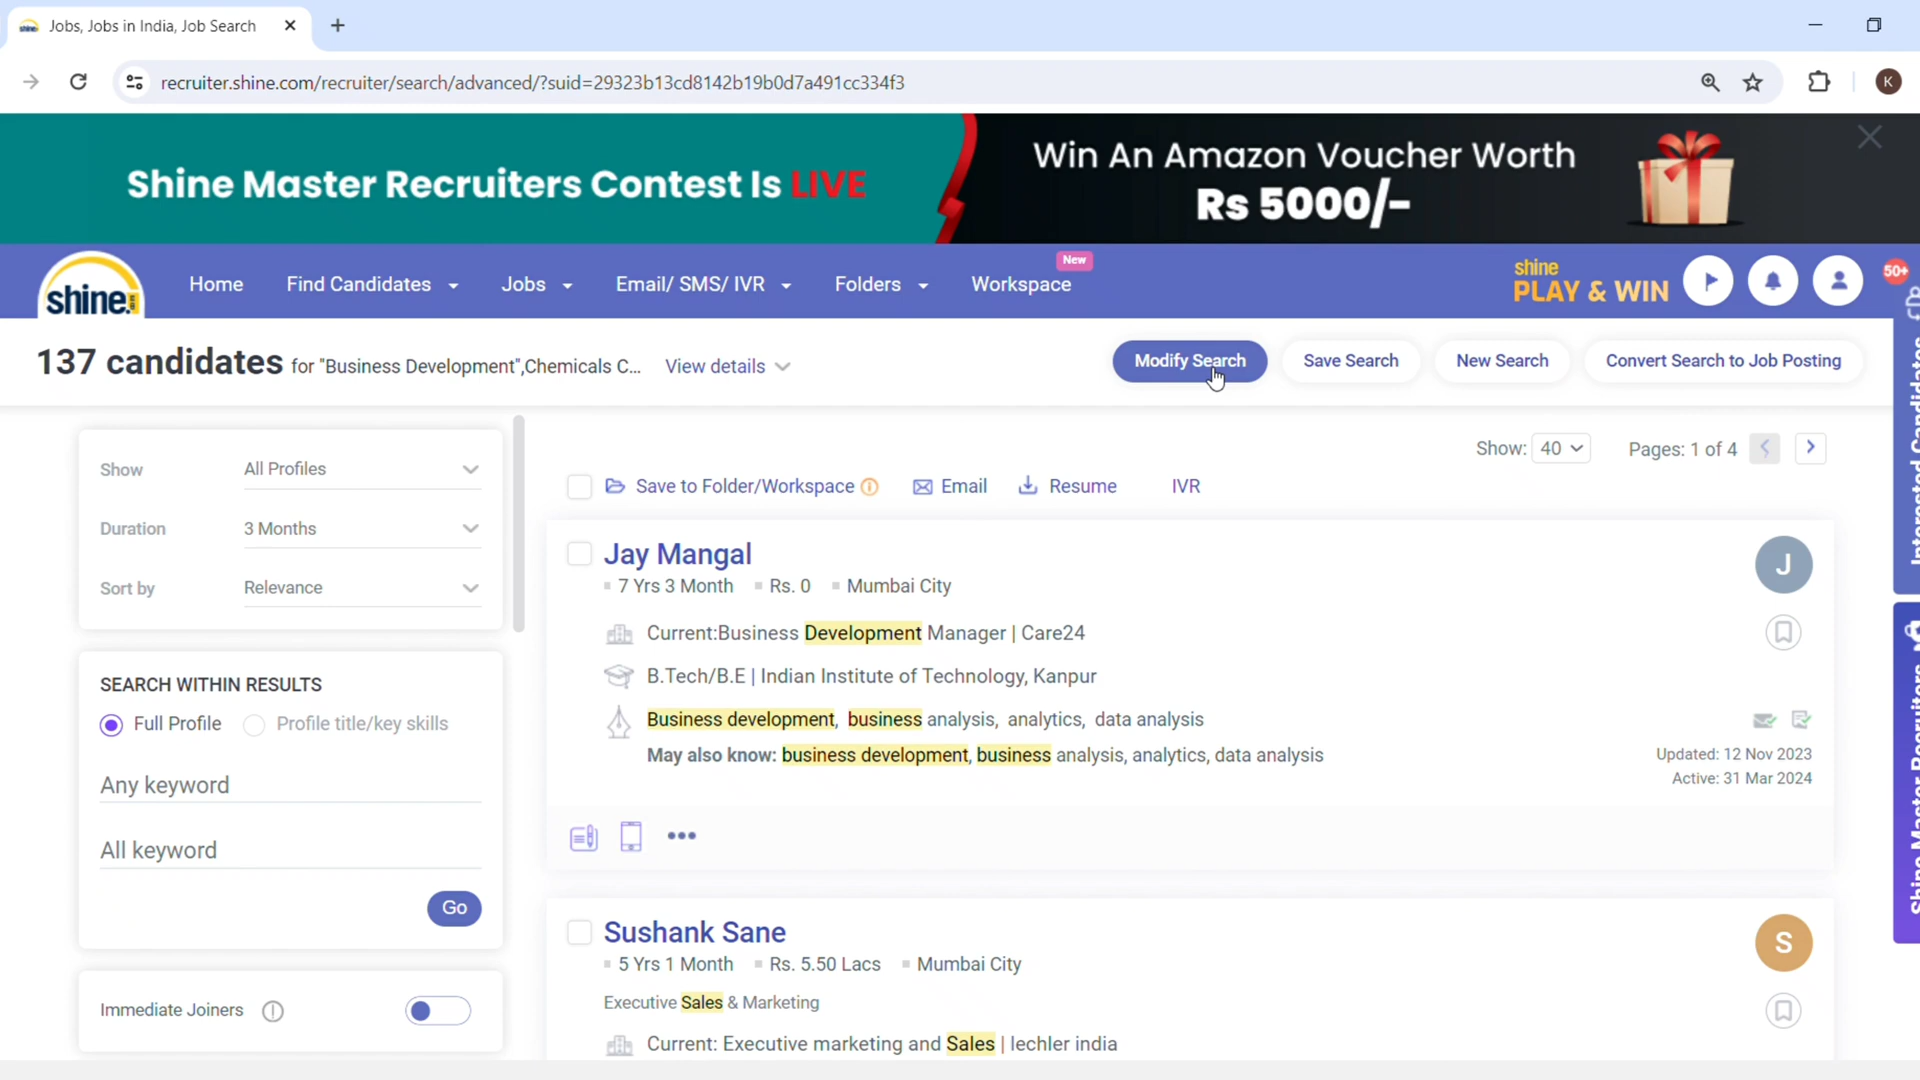 Jobs, Jobs in India, Job Search
recruiter.shine.com/recruiter/search/advanced/?suid=29323b13cd8142b19b0d7a491cc334f3
K
Shine Master Recruiters Contest Is LIVE
Win An Amazon Voucher Worth
Rs 5000/-
shine
Home
Find Candidates
Jobs
Email/ SMS/ IVR
Folders
Workspace
New
shine
PLAY & WIN
50+
137 candidates for "Business Development",Chemicals C... View details
Modify Search
Save Search
New Search
Convert Search to Job Posting
Interested Candidates
Show All Profiles
Duration 3 Months
Sort by Relevance
Show: 40
Pages: 1 of 4
Save to Folder/Workspace
Email
Resume
IVR
Jay Mangal
7 Yrs 3 Month Rs. 0 Mumbai City
J
Current:Business Development Manager | Care24
B.Tech/B.E | Indian Institute of Technology, Kanpur
Business development, business analysis, analytics, data analysis
May also know: business development, business analysis, analytics, data analysis
Updated: 12 Nov 2023
Active: 31 Mar 2024
SEARCH WITHIN RESULTS
Full Profile Profile title/key skills
Any keyword
All keyword
Go
Shine Master Recruiters
Sushank Sane
5 Yrs 1 Month Rs. 5.50 Lacs Mumbai City
S
Executive Sales & Marketing
Current: Executive marketing and Sales | lechler india
Immediate Joiners